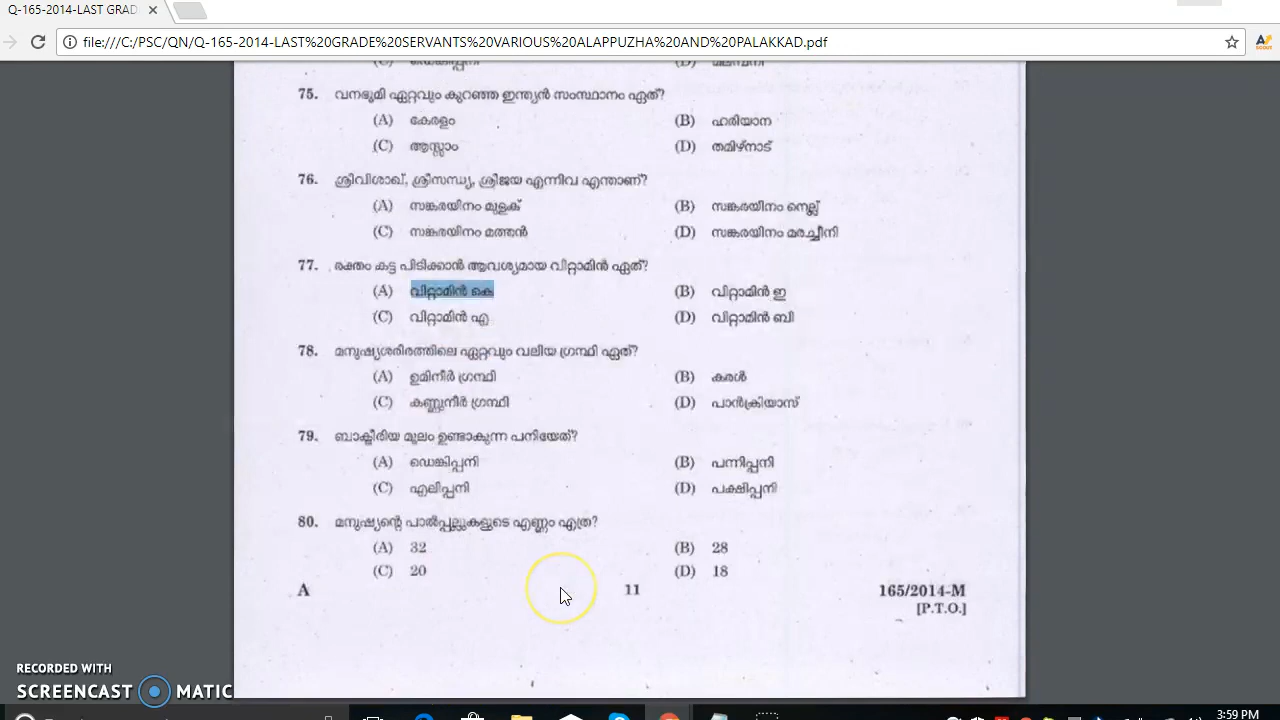 Q-165-2014-LAST GRAD
file:///C:/PSC/QN/Q-165-2014-LAST%20GRADE%20SERVANTS%20VARIOUS%20ALAPPUZHA%20AND%20PALAKKAD.pdf
75. വനഭൂമി ഏറ്റവും കുറഞ്ഞ ഇന്ത്യൻ സംസ്ഥാനം ഏത്?
(A) കേരളം (B) ഹരിയാന
(C) ആസ്സാം (D) തമിഴ്നാട്
76. ശ്രീവിശാഖ്, ശ്രീസന്ധ്യ, ശ്രീജയ എന്നിവ എന്താണ്?
(A) സങ്കരയിനം മുളക് (B) സങ്കരയിനം നെല്ല്
(C) സങ്കരയിനം മത്തൻ (D) സങ്കരയിനം മരച്ചീനി
77. രക്തം കട്ട പിടിക്കാൻ ആവശ്യമായ വിറ്റാമിൻ ഏത്?
(A) വിറ്റാമിൻ കെ (B) വിറ്റാമിൻ ഇ
(C) വിറ്റാമിൻ എ (D) വിറ്റാമിൻ ബി
78. മനുഷ്യശരീരത്തിലെ ഏറ്റവും വലിയ ഗ്രന്ഥി ഏത്?
(A) ഉമിനീർ ഗ്രന്ഥി (B) കരൾ
(C) കണ്ണുനീർ ഗ്രന്ഥി (D) പാൻക്രിയാസ്
79. ബാക്ടീരിയ മൂലം ഉണ്ടാകുന്ന പനിയേത്?
(A) ഡെങ്കിപ്പനി (B) പന്നിപ്പനി
(C) എലിപ്പനി (D) പക്ഷിപ്പനി
80. മനുഷ്യന്റെ പാൽപ്പല്ലുകളുടെ എണ്ണം എത്ര?
(A) 32 (B) 28
(C) 20 (D) 18
A 11 165/2014-M
[P.T.O.]
RECORDED WITH
SCREENCAST MATIC
3:59 PM